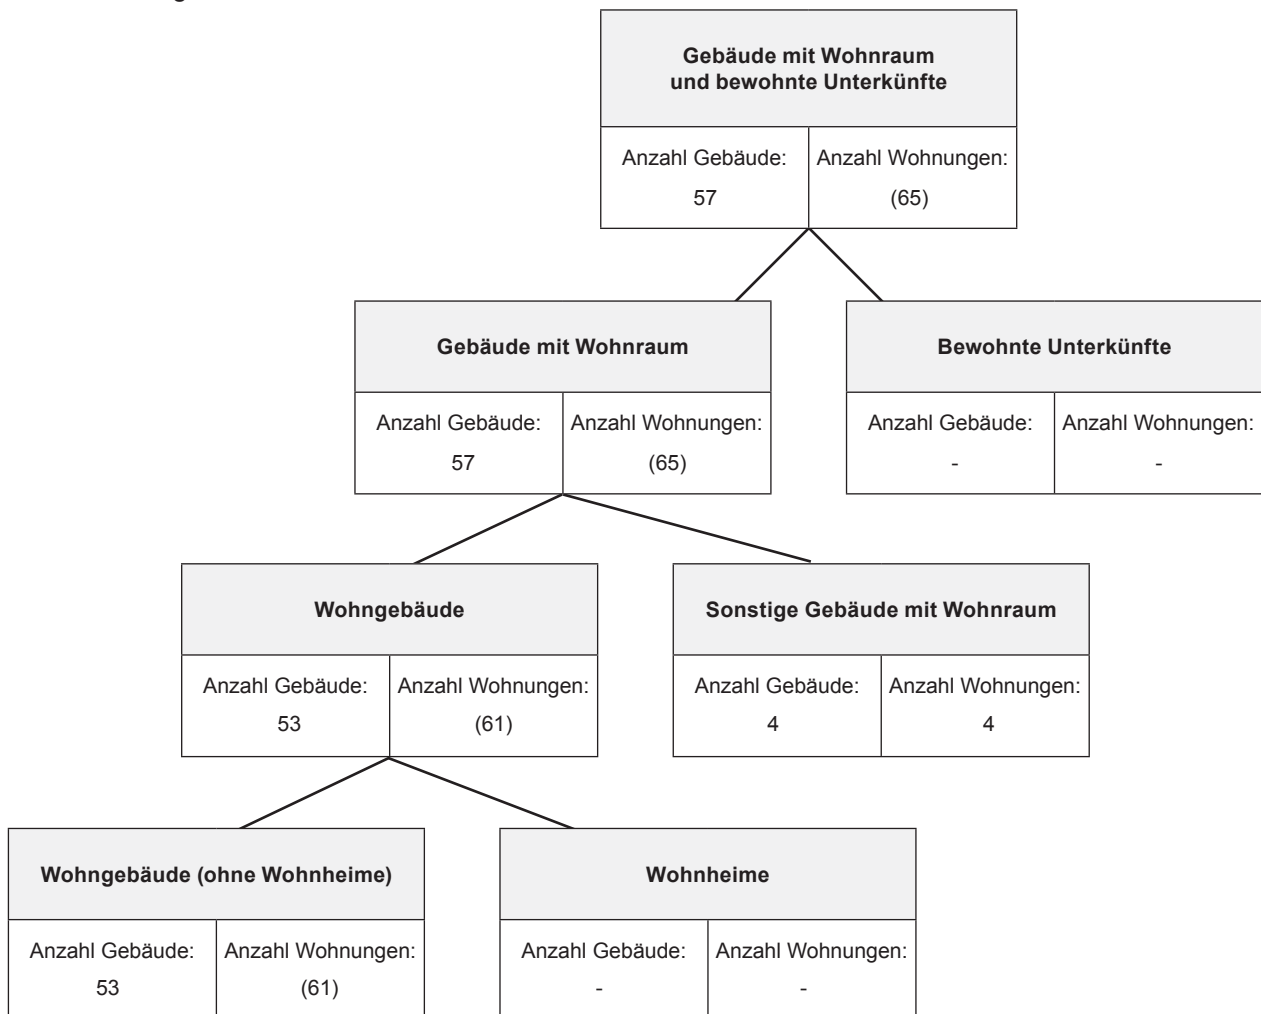 Gebäude mit Wohnraum
und bewohnte Unterkünfte
Anzahl Gebäude: Anzahl Wohnungen:
57 (65)
Gebäude mit Wohnraum
Bewohnte Unterkünfte
Anzahl Gebäude: Anzahl Wohnungen:
57 (65)
Anzahl Gebäude: Anzahl Wohnungen:
- -
Wohngebäude
Sonstige Gebäude mit Wohnraum
Anzahl Gebäude: Anzahl Wohnungen:
53 (61)
Anzahl Gebäude: Anzahl Wohnungen:
4 4
Wohngebäude (ohne Wohnheime)
Wohnheime
Anzahl Gebäude: Anzahl Wohnungen:
53 (61)
Anzahl Gebäude: Anzahl Wohnungen:
- -